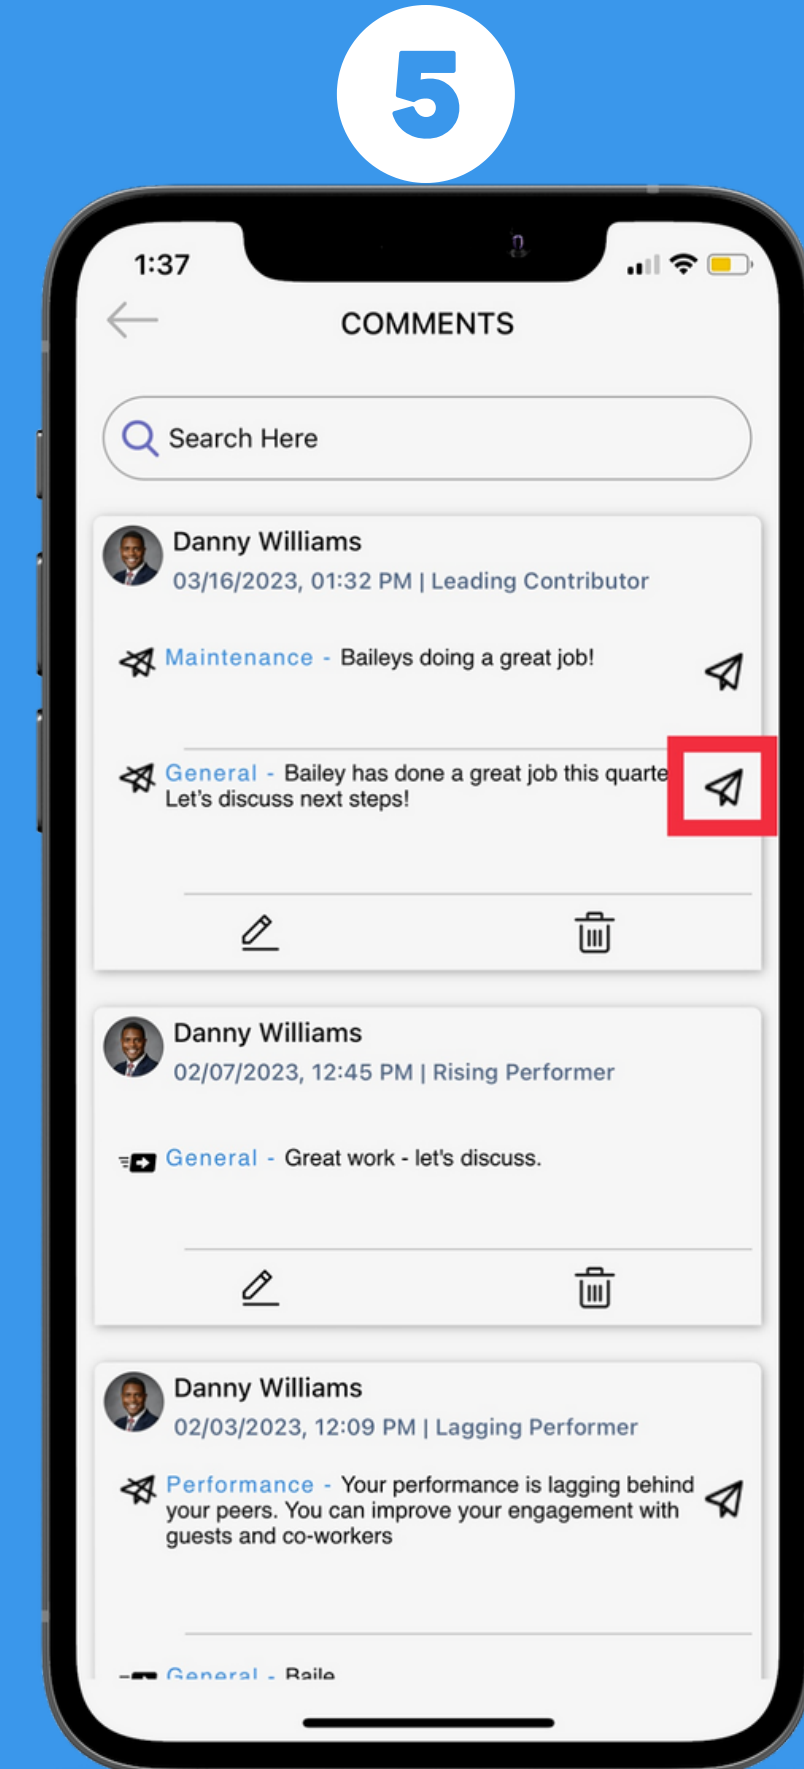 5
1:37
COMMENTS
Search Here
Danny Williams
03/16/2023, 01:32 PM | Leading Contributor
Maintenance - Baileys doing a great job!
General - Bailey has done a great job this quarte
Let's discuss next steps!
Danny Williams
02/07/2023, 12:45 PM | Rising Performer
General - Great work - let's discuss.
Danny Williams
02/03/2023, 12:09 PM | Lagging Performer
Performance - Your performance is lagging behind
your peers. You can improve your engagement with
guests and co-workers
General - Baile